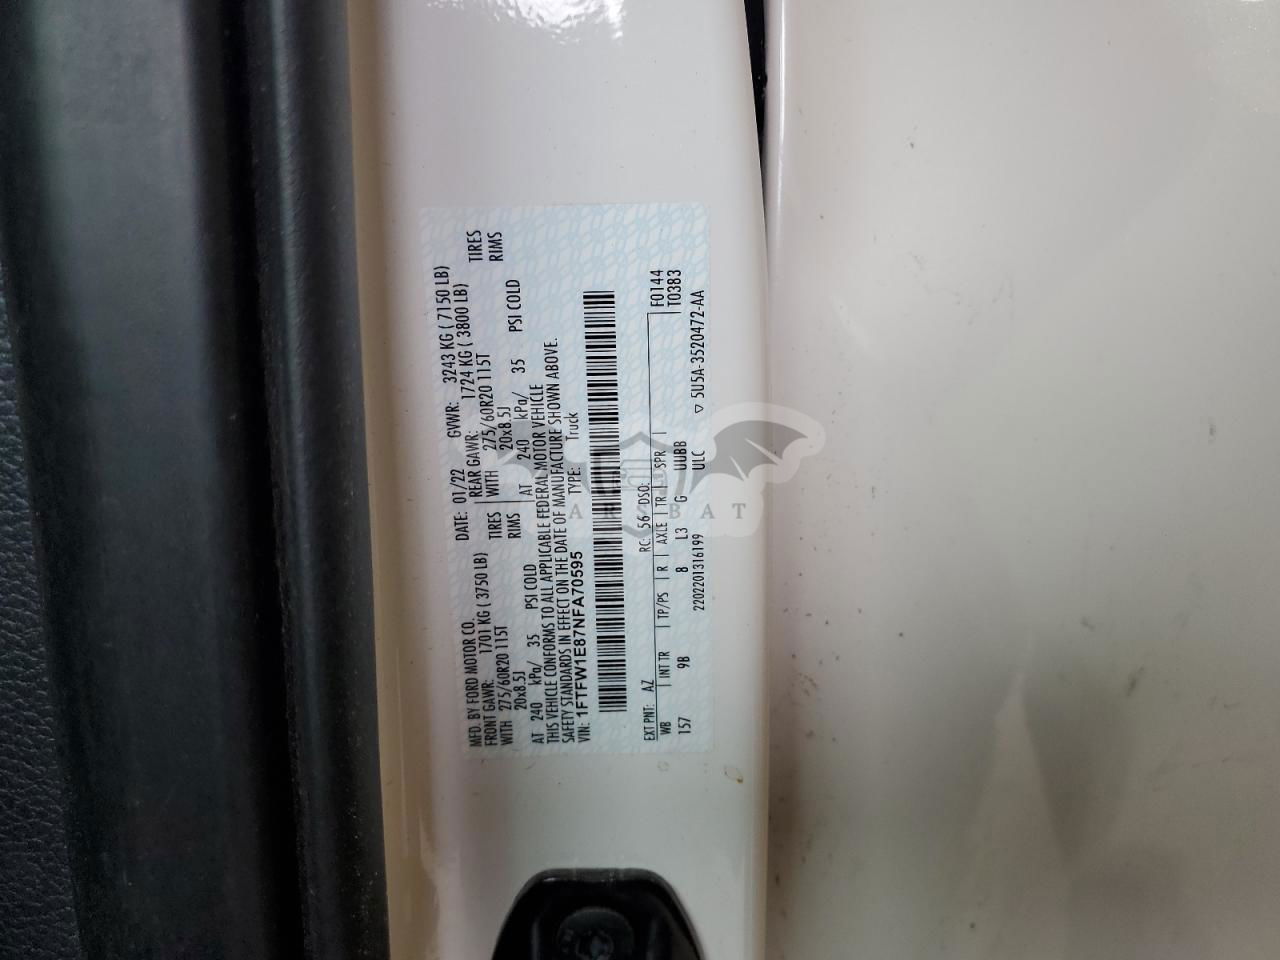 MFD. BY FORD MOTOR CO.
DATE: 01/22 GVWR: 3243 KG ( 7150 LB)
FRONT GAWR: 1701 KG ( 3750 LB) REAR GAWR: 1724 KG ( 3800 LB)
WITH 275/60R20 115T TIRES WITH 275/60R20 115T TIRES
20x8.5J RIMS 20x8.5J RIMS
AT 240 kPa/ 35 PSI COLD AT 240 kPa/ 35 PSI COLD
THIS VEHICLE CONFORMS TO ALL APPLICABLE FEDERAL MOTOR VEHICLE
SAFETY STANDARDS IN EFFECT ON THE DATE OF MANUFACTURE SHOWN ABOVE.
VIN: 1FTFW1E87NFA70595 TYPE: Truck
EXT PNT: AZ RC: 56 DSO: F0144
WB INT TR TP/PS R AXLE TR SPR T0383
157 9B 8 L3 G UUBB
2202201316199 ULC ▽ 5U5A-3520472-AA
ARSBAT